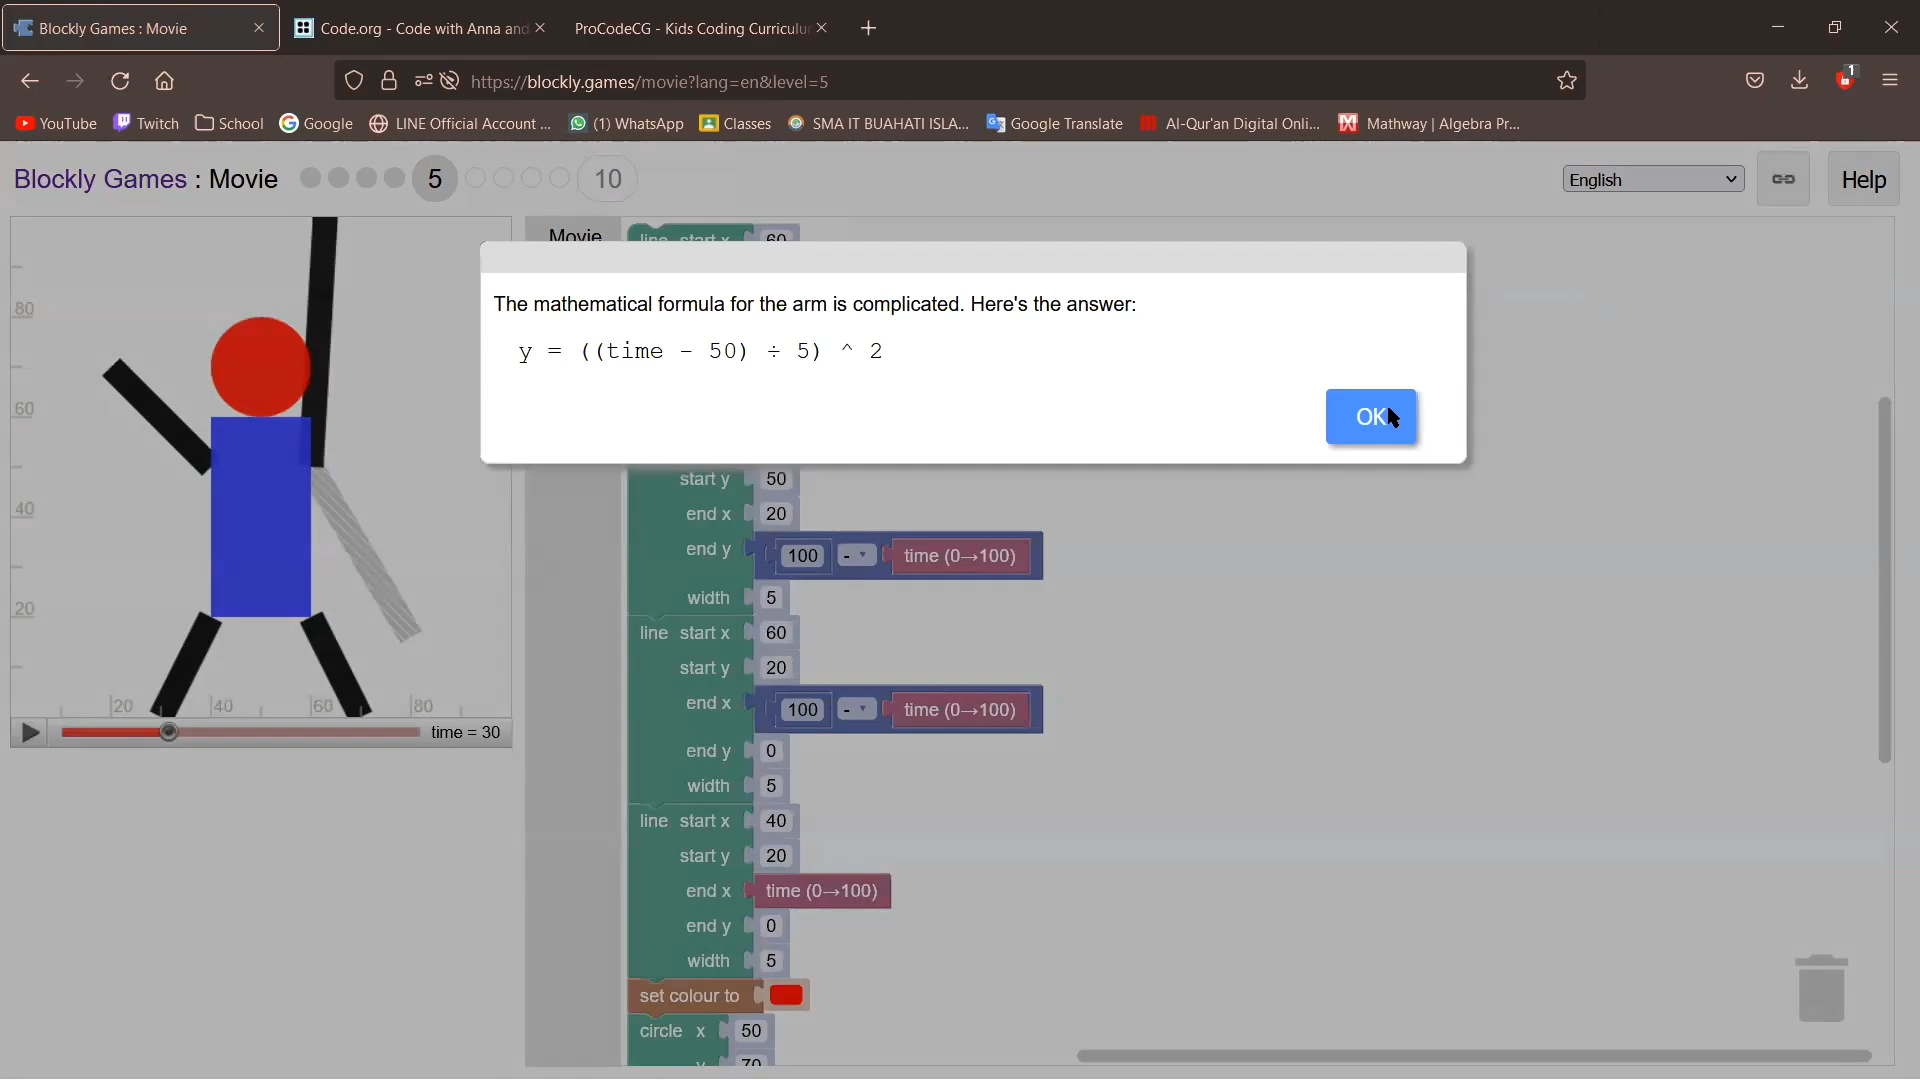 Blockly Games : Movie
Code.org - Code with Anna and
ProCodeCG - Kids Coding Curriculu
https://blockly.games/movie?lang=en&level=5
1
YouTube
Twitch
School
Google
LINE Official Account ...
(1) WhatsApp
Classes
SMA IT BUAHATI ISLA...
Google Translate
Al-Qur'an Digital Onli...
Mathway | Algebra Pr...
Blockly Games : Movie
5
10
English
Help
Movie
line start x 60
The mathematical formula for the arm is complicated. Here's the answer:
y = ((time - 50) ÷ 5) ^ 2
OK
80
60
40
20
20 40 60 80
time = 30
start y 50
end x 20
end y 100 - time (0→100)
width 5
line start x 60
start y 20
end x 100 - time (0→100)
end y 0
width 5
line start x 40
start y 20
end x time (0→100)
end y 0
width 5
set colour to
circle x 50
y 70